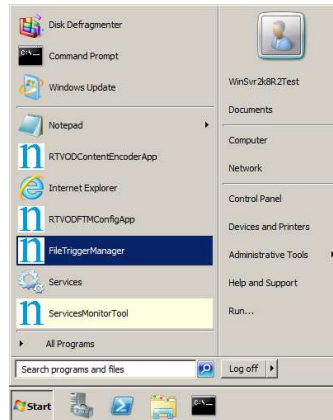 Disk Defragmenter
Command Prompt
Windows Update
Notepad
RTVODContentEncoderApp
Internet Explorer
RTVODFTMConfigApp
FileTriggerManager
Services
ServicesMonitorTool
All Programs
Search programs and files
WinSvr2k8R2Test
Documents
Computer
Network
Control Panel
Devices and Printers
Administrative Tools
Help and Support
Run...
Log off
Start